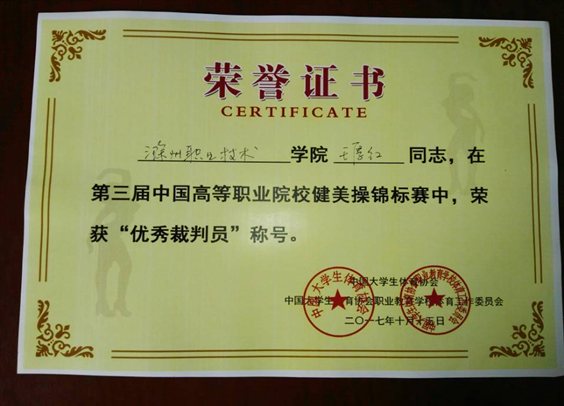 荣誉证书
CERTIFICATE
滁州职业技术 学院 红 同志，在
第三届中国高等职业院校健美操锦标赛中，荣
获“优秀裁判员”称号。
中国大学生体育协会
中国大学生体育协会职业教育学校体育工作委员会
二〇一七年十月十五日